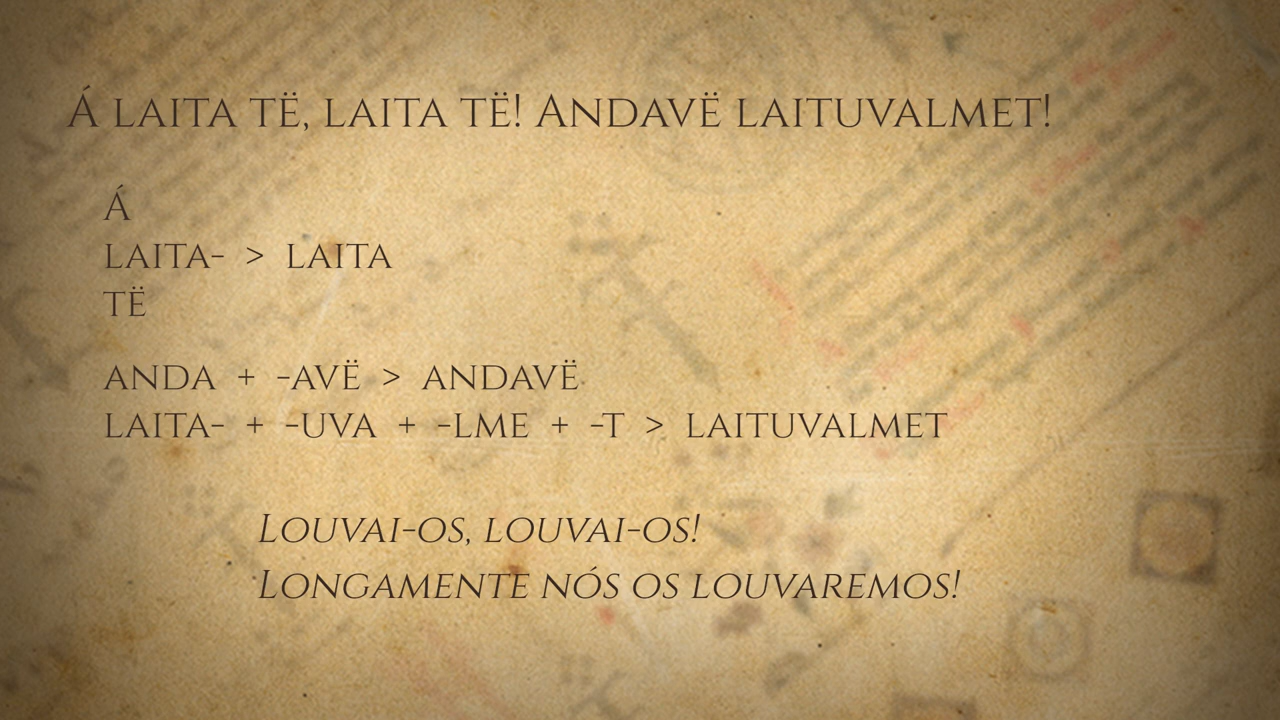 Á LAITA TË, LAITA TË! ANDAVË LAITUVALMET!
Á
LAITA- > LAITA
TË
ANDA + -AVË > ANDAVË
LAITA- + -UVA + -LME + -T > LAITUVALMET
LOUVAI-OS, LOUVAI-OS!
LONGAMENTE NÓS OS LOUVAREMOS!